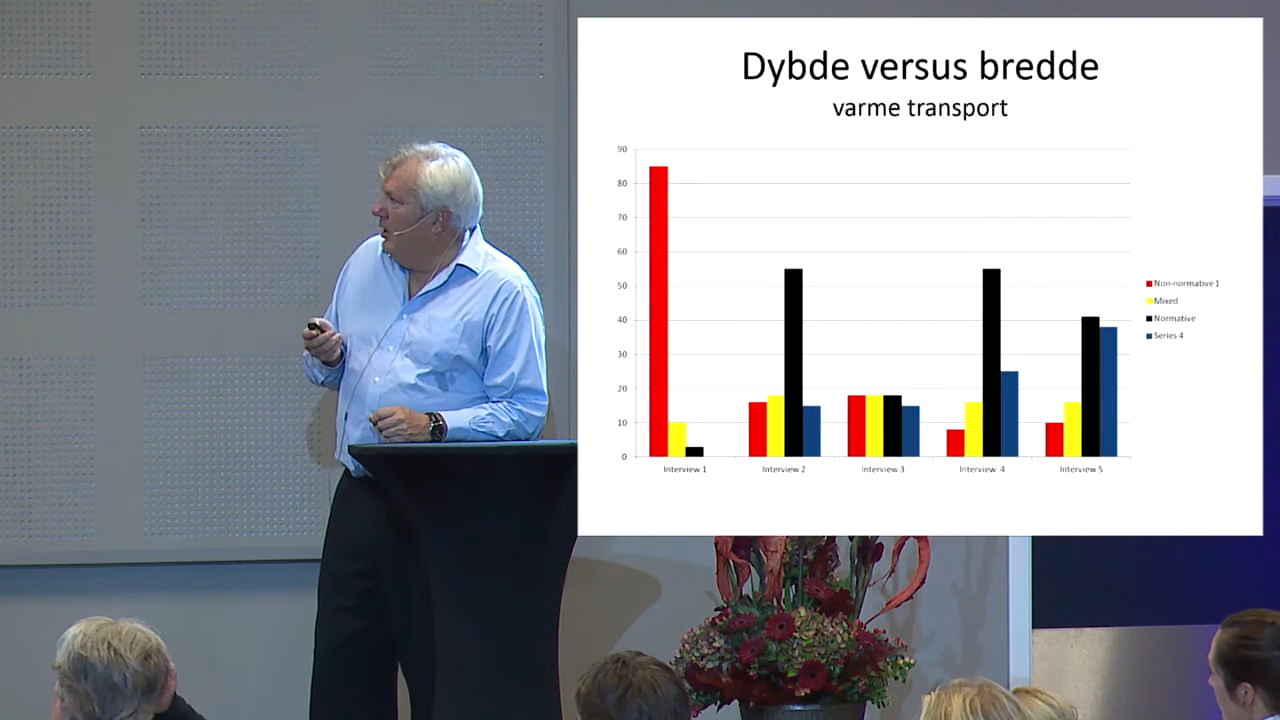 Dybde versus bredde
varme transport
90
80
70
60
50
40
30
20
10
0
Interview 1
Interview 2
Interview 3
Interview 4
Interview 5
Non-normative 1
Mixed
Normative
Series 4